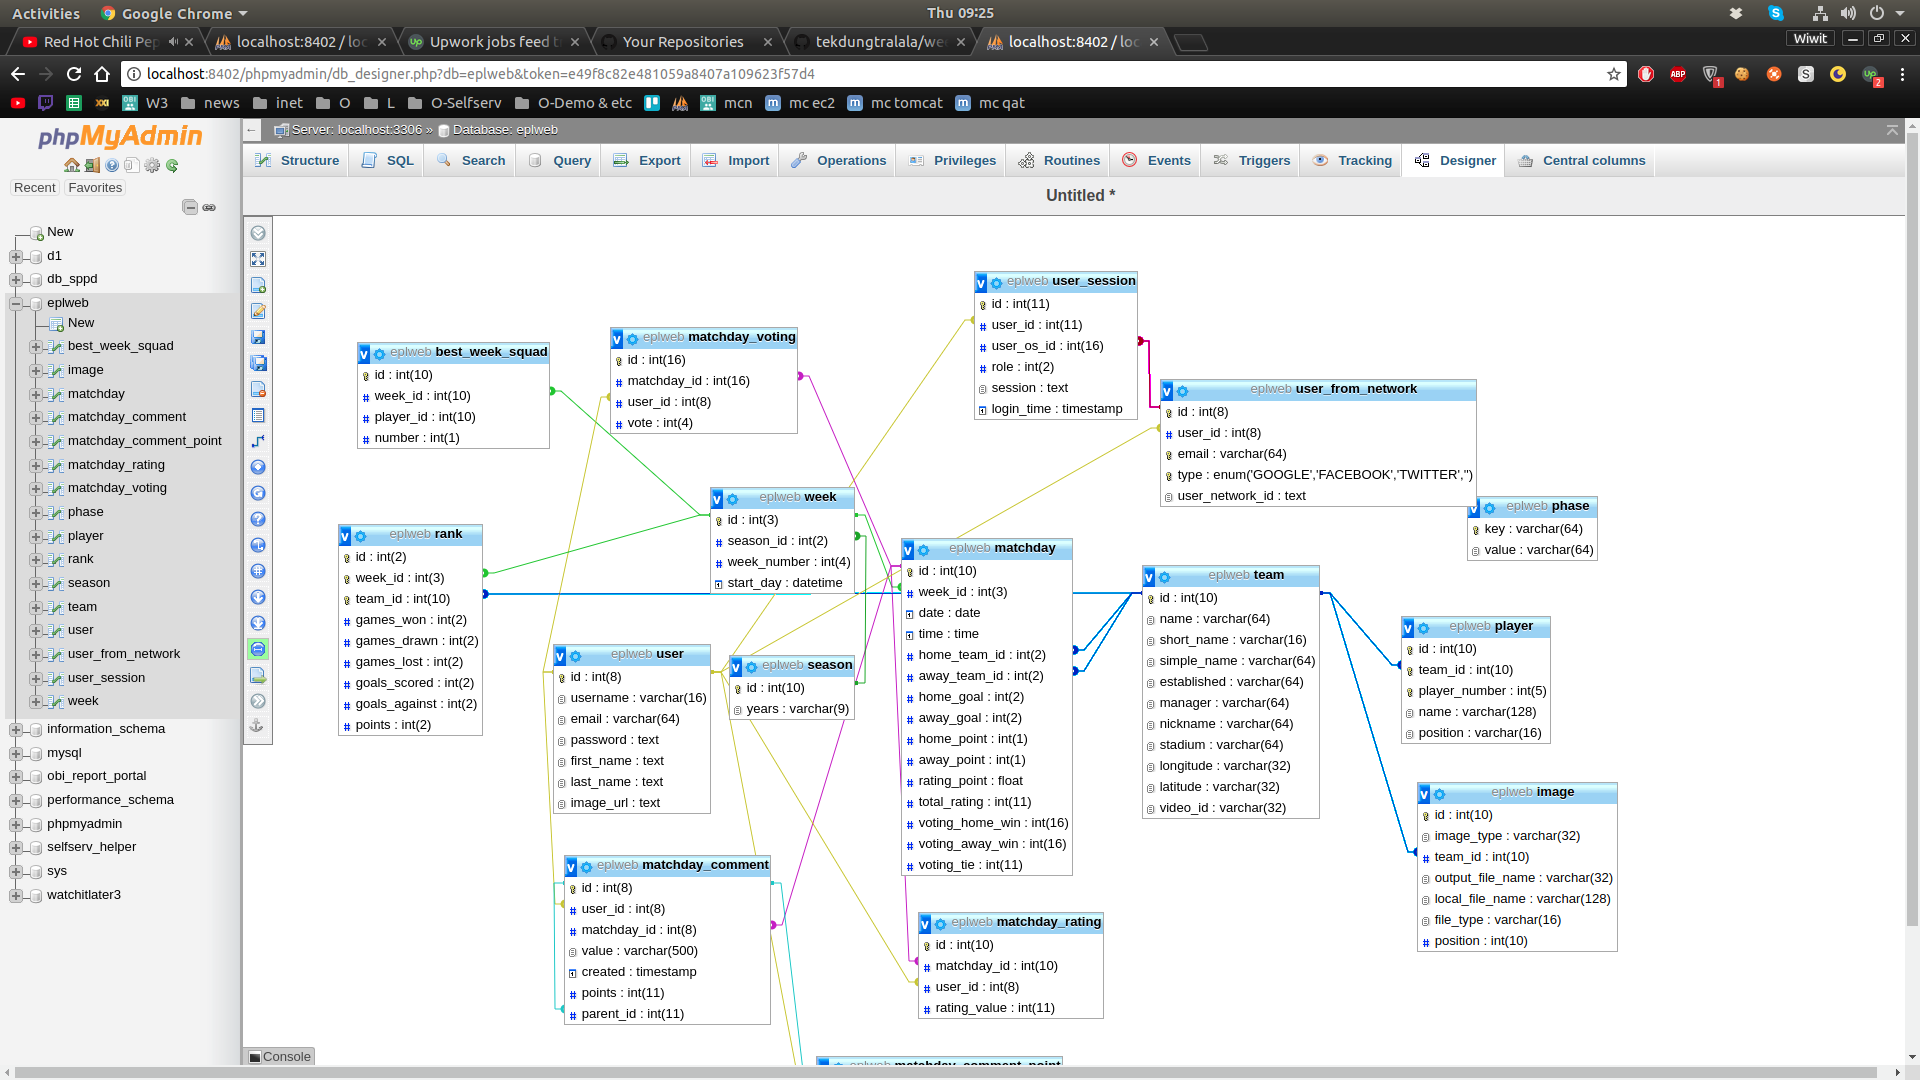 Activities
Google Chrome
Thu 09:25
Red Hot Chili Pep
localhost:8402 / loc
Upwork jobs feed t
Your Repositories
tekdungtralala/we
localhost:8402 / loc
Wiwit
localhost:8402/phpmyadmin/db_designer.php?db=eplweb&token=e49f8c82e481059a8407a109623f57d4
ABP
1
S
2
W3
news
inet
O
L
O-Selfserv
O-Demo & etc
mcn
mc ec2
mc tomcat
mc qat
phpMyAdmin
Recent
Favorites
New
d1
db_sppd
eplweb
New
best_week_squad
image
matchday
matchday_comment
matchday_comment_point
matchday_rating
matchday_voting
phase
player
rank
season
team
user
user_from_network
user_session
week
information_schema
mysql
obi_report_portal
performance_schema
phpmyadmin
selfserv_helper
sys
watchitlater3
Server: localhost:3306 » Database: eplweb
Structure
SQL
Search
Query
Export
Import
Operations
Privileges
Routines
Events
Triggers
Tracking
Designer
Central columns
Untitled *
eplweb user_session
id : int(11)
user_id : int(11)
user_os_id : int(16)
role : int(2)
session : text
login_time : timestamp
eplweb matchday_voting
id : int(16)
matchday_id : int(16)
user_id : int(8)
vote : int(4)
eplweb best_week_squad
id : int(10)
week_id : int(10)
player_id : int(10)
number : int(1)
eplweb user_from_network
id : int(8)
user_id : int(8)
email : varchar(64)
type : enum('GOOGLE','FACEBOOK','TWITTER','')
user_network_id : text
eplweb week
id : int(3)
season_id : int(2)
week_number : int(4)
start_day : datetime
eplweb phase
key : varchar(64)
value : varchar(64)
eplweb rank
id : int(2)
week_id : int(3)
team_id : int(10)
games_won : int(2)
games_drawn : int(2)
games_lost : int(2)
goals_scored : int(2)
goals_against : int(2)
points : int(2)
eplweb matchday
id : int(10)
week_id : int(3)
date : date
time : time
home_team_id : int(2)
away_team_id : int(2)
home_goal : int(2)
away_goal : int(2)
home_point : int(1)
away_point : int(1)
rating_point : float
total_rating : int(11)
voting_home_win : int(16)
voting_away_win : int(16)
voting_tie : int(11)
eplweb team
id : int(10)
name : varchar(64)
short_name : varchar(16)
simple_name : varchar(64)
established : varchar(64)
manager : varchar(64)
nickname : varchar(64)
stadium : varchar(64)
longitude : varchar(32)
latitude : varchar(32)
video_id : varchar(32)
eplweb player
id : int(10)
team_id : int(10)
player_number : int(5)
name : varchar(128)
position : varchar(16)
eplweb user
id : int(8)
username : varchar(16)
email : varchar(64)
password : text
first_name : text
last_name : text
image_url : text
eplweb season
id : int(10)
years : varchar(9)
eplweb image
id : int(10)
image_type : varchar(32)
team_id : int(10)
output_file_name : varchar(32)
local_file_name : varchar(128)
file_type : varchar(16)
position : int(10)
eplweb matchday_comment
id : int(8)
user_id : int(8)
matchday_id : int(8)
value : varchar(500)
created : timestamp
points : int(11)
parent_id : int(11)
eplweb matchday_rating
id : int(10)
matchday_id : int(10)
user_id : int(8)
rating_value : int(11)
eplweb matchday_comment_point
Console